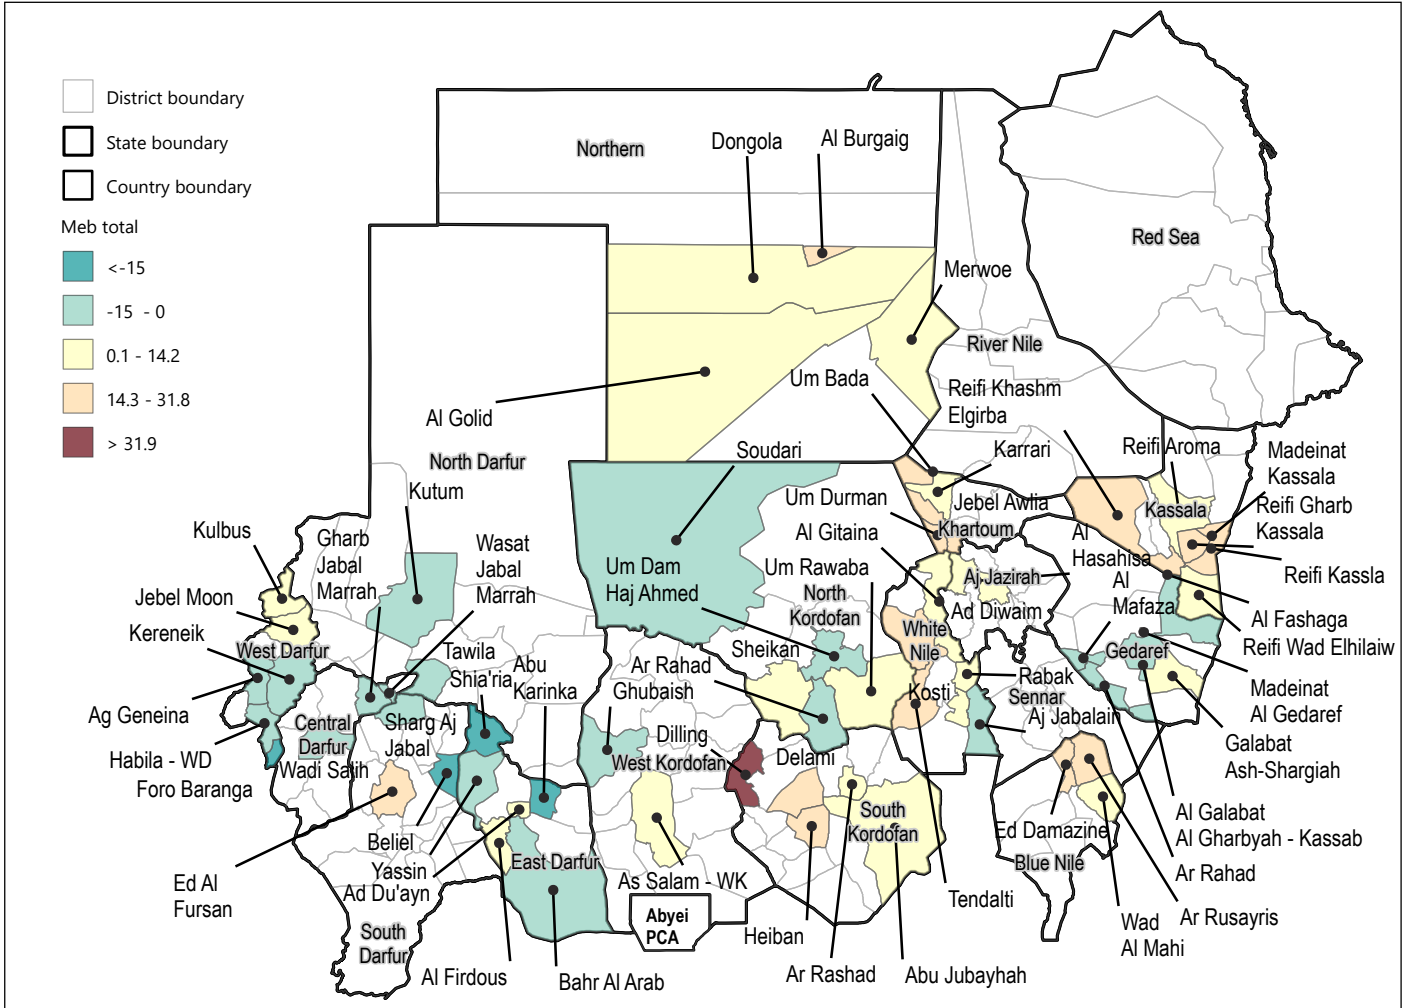 District boundary
State boundary
Country boundary
Meb total
<-15
-15 - 0
0.1 - 14.2
14.3 - 31.8
> 31.9
Northern
Dongola
Al Burgaig
Red Sea
Merwoe
River Nile
Um Bada
Reifi Khashm
Elgirba
Al Golid
North Darfur
Kutum
Soudari
Karrari
Reifi Aroma
Madeinat
Kassala
Um Durman
Jebel Awlia
Kassala
Reifi Gharb
Kassala
Kulbus
Gharb
Jabal
Marrah
Wasat
Jabal
Marrah
Al Gitaina
Khartoum
Al
Hasahisa
Um Dam
Haj Ahmed
Um Rawaba
Aj Jazirah
Reifi Kassla
Jebel Moon
North
Kordofan
Ad Diwaim
Al
Mafaza
Al Fashaga
Reifi Wad Elhilaiw
Kereneik
West Darfur
Tawila
Sheikan
White
Nile
Gedaref
Shia'ria
Abu
Karinka
Ar Rahad
Ghubaish
Kosti
Rabak
Sennar
Madeinat
Al Gedaref
Ag Geneina
Central
Darfur
Sharg Aj
Jabal
Dilling
Aj Jabalain
Habila - WD
Foro Baranga
Wadi Salih
West Kordofan
Delami
Galabat
Ash-Shargiah
South
Kordofan
Al Galabat
Al Gharbyah - Kassab
Beliel
Ed Damazine
Yassin
Ad Du'ayn
East Darfur
Blue Nile
Ed Al
Fursan
As Salam - WK
Ar Rahad
Tendalti
Abyei
PCA
Ar Rusayris
South
Darfur
Heiban
Wad
Al Mahi
Al Firdous
Bahr Al Arab
Ar Rashad
Abu Jubayhah